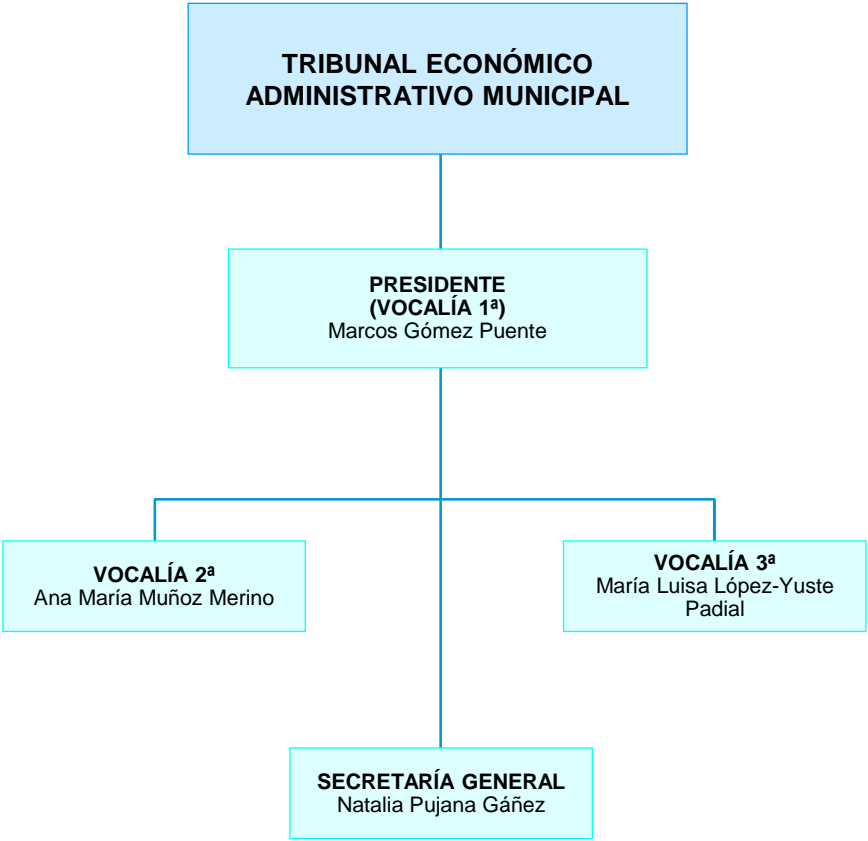 TRIBUNAL ECONÓMICO
ADMINISTRATIVO MUNICIPAL
PRESIDENTE
(VOCALÍA 1ª)
Marcos Gómez Puente
VOCALÍA 2ª
Ana María Muñoz Merino
VOCALÍA 3ª
María Luisa López-Yuste
Padial
SECRETARÍA GENERAL
Natalia Pujana Gáñez